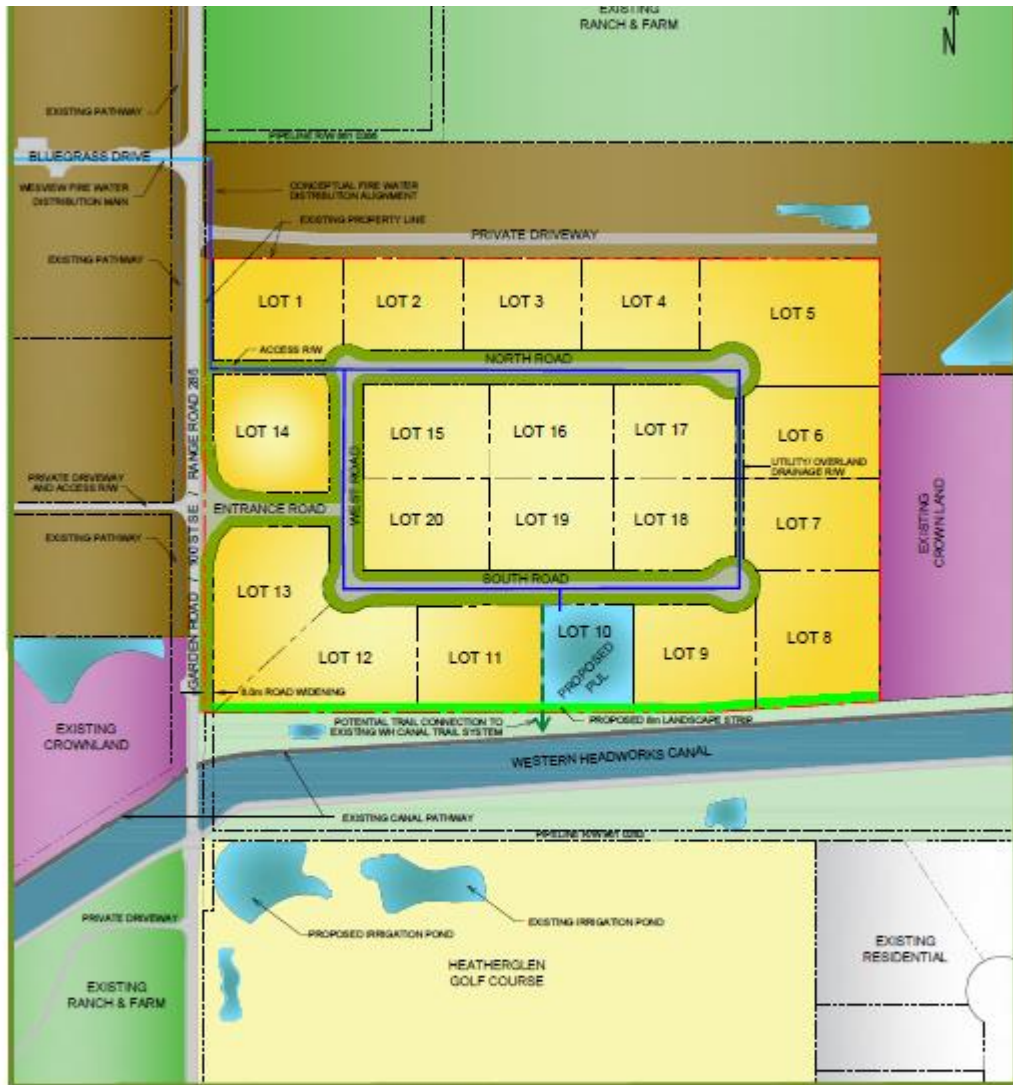 EXISTING
RANCH & FARM
N
EXISTING PATHWAY
PIPELINE R/W
BLUEGRASS DRIVE
WESVIEW FIRE WATER
DISTRIBUTION MAIN
CONCEPTUAL FIRE WATER
DISTRIBUTION ALIGNMENT
EXISTING PROPERTY LINE
PRIVATE DRIVEWAY
EXISTING PATHWAY
LOT 1
LOT 2
LOT 3
LOT 4
LOT 5
ACCESS R/W
NORTH ROAD
GARDEN ROAD / 100 ST SE / RANGE ROAD 285
LOT 14
LOT 15
LOT 16
LOT 17
LOT 6
UTILITY/ OVERLAND
DRAINAGE R/W
WEST ROAD
PRIVATE DRIVEWAY
AND ACCESS R/W
ENTRANCE ROAD
EXISTING PATHWAY
LOT 20
LOT 19
LOT 18
LOT 7
EXISTING
CROWN LAND
SOUTH ROAD
LOT 13
LOT 12
LOT 11
LOT 10
PROPOSED
PUL
LOT 9
LOT 8
ROAD WIDENING
POTENTIAL TRAIL CONNECTION TO
EXISTING WH CANAL TRAIL SYSTEM
PROPOSED 8m LANDSCAPE STRIP
EXISTING
CROWNLAND
WESTERN HEADWORKS CANAL
EXISTING CANAL PATHWAY
PIPELINE R/W
PRIVATE DRIVEWAY
PROPOSED IRRIGATION POND
EXISTING IRRIGATION POND
HEATHERGLEN
GOLF COURSE
EXISTING
RESIDENTIAL
EXISTING
RANCH & FARM